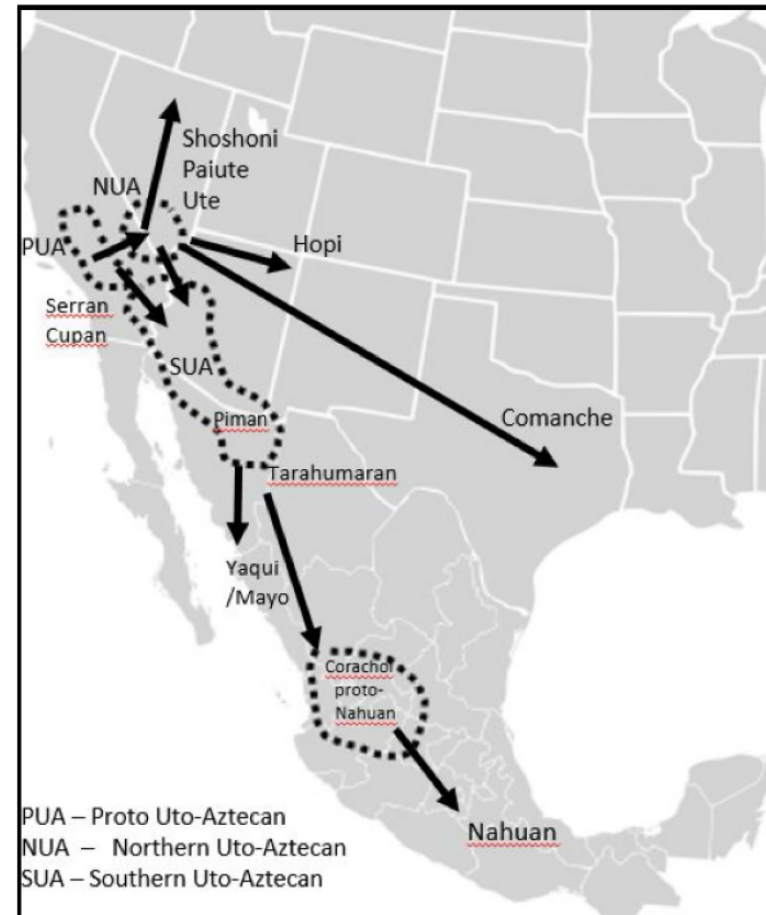 Shoshoni
Paiute
Ute
NUA
PUA
Hopi
Serran
Cupan
SUA
Piman
Comanche
Tarahumaran
Yaqui
/Mayo
Corachol
proto-
Nahuan
Nahuan
PUA – Proto Uto-Aztecan
NUA – Northern Uto-Aztecan
SUA – Southern Uto-Aztecan